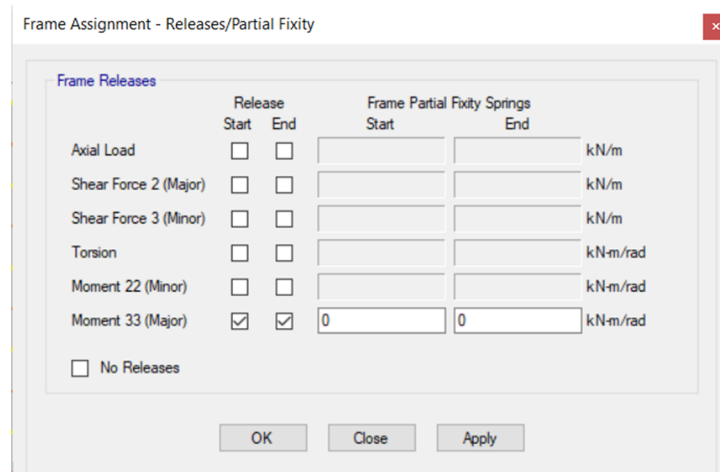 Frame Assignment - Releases/Partial Fixity
Frame Releases
Release Frame Partial Fixity Springs
Start End Start End
Axial Load kN/m
Shear Force 2 (Major) kN/m
Shear Force 3 (Minor) kN/m
Torsion kN-m/rad
Moment 22 (Minor) kN-m/rad
Moment 33 (Major) 0 0 kN-m/rad
No Releases
OK Close Apply